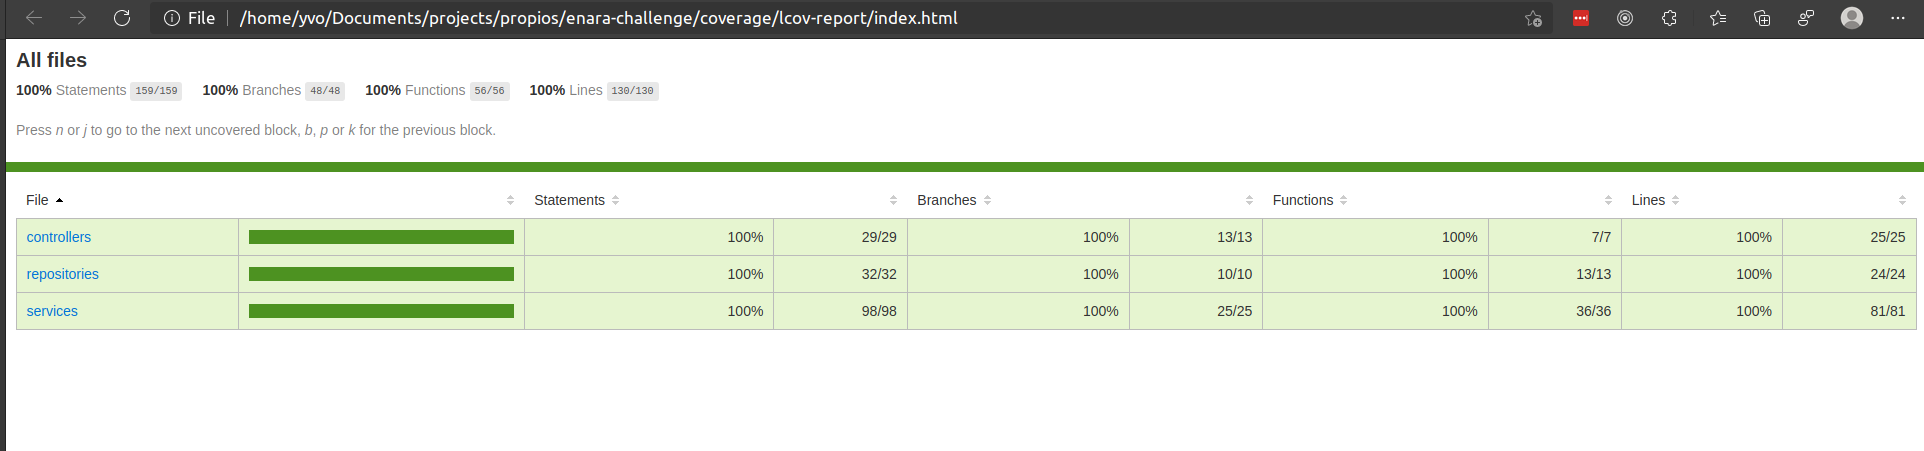 File /home/yvo/Documents/projects/propios/enara-challenge/coverage/lcov-report/index.html
All files
100% Statements 159/159 100% Branches 48/48 100% Functions 56/56 100% Lines 130/130
Press n or j to go to the next uncovered block, b, p or k for the previous block.
File Statements Branches Functions Lines
controllers 100% 29/29 100% 13/13 100% 7/7 100% 25/25
repositories 100% 32/32 100% 10/10 100% 13/13 100% 24/24
services 100% 98/98 100% 25/25 100% 36/36 100% 81/81